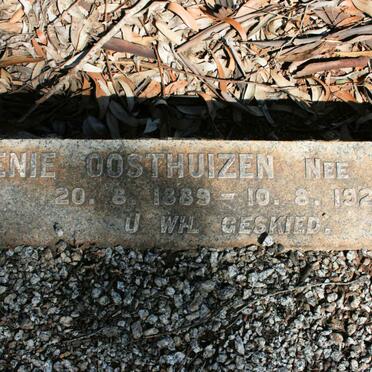 ENIE OOSTHUIZEN NEE
20. 8. 1889 - 10. 8. 192
U WIL GESKIED.